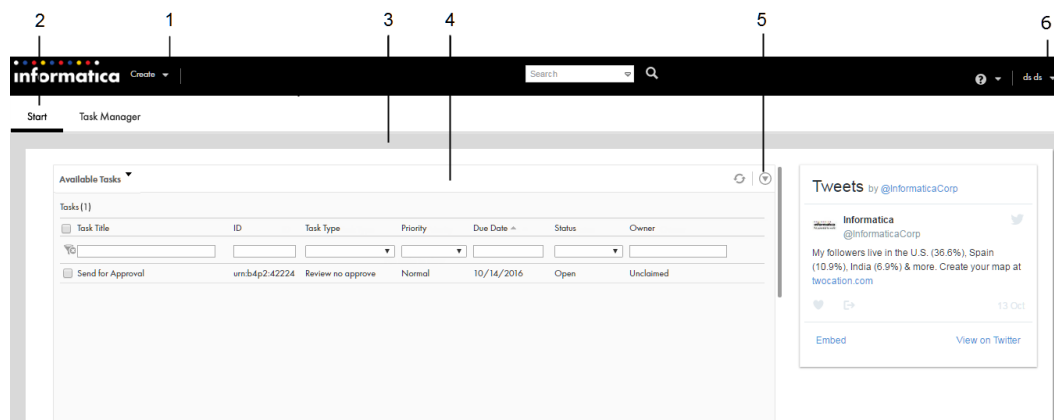 2 1 3 4 5 6
informatica Create Search ds ds
Start Task Manager
Available Tasks
Tasks (1)
Task Title ID Task Type Priority Due Date Status Owner
Send for Approval urn:b4p2:42224 Review no approve Normal 10/14/2016 Open Unclaimed
Tweets by @InformaticaCorp
Informatica
@InformaticaCorp
My followers live in the U.S. (36.6%), Spain
(10.9%), India (6.9%) & more. Create your map at
twocation.com
13 Oct
Embed View on Twitter